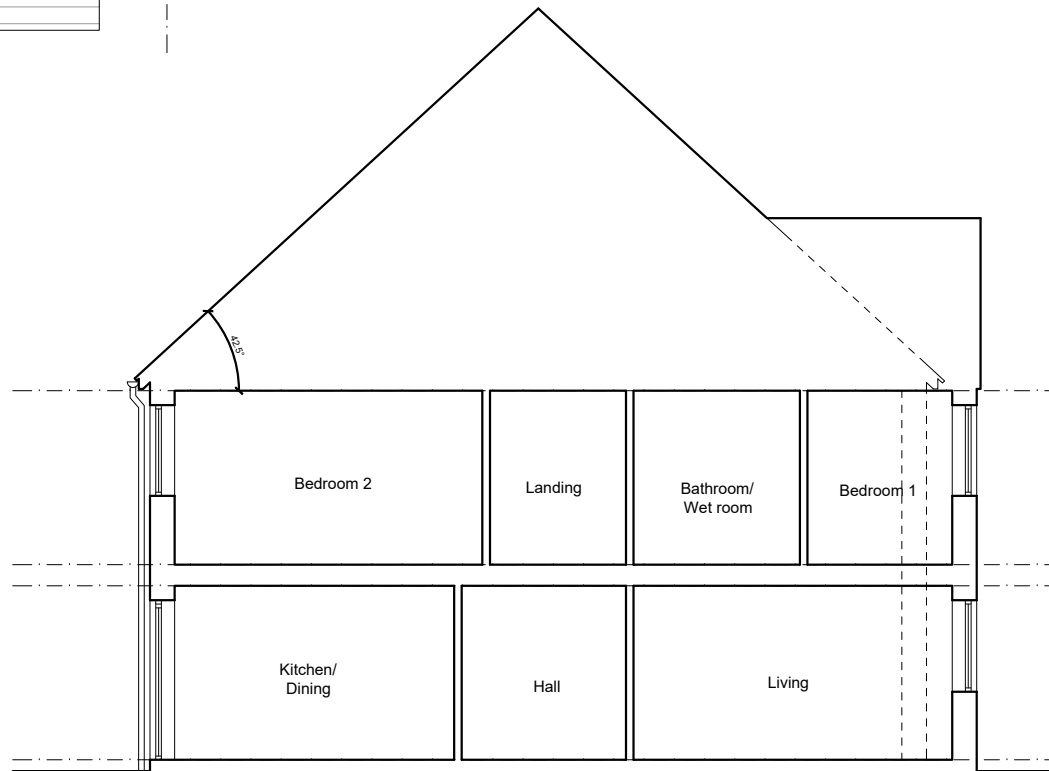 42.5°
Bedroom 2
Landing
Bathroom/
Wet room
Bedroom 1
Kitchen/
Dining
Hall
Living